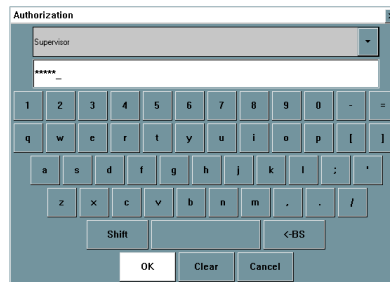 Authorization
Supervisor
*****_
1 2 3 4 5 6 7 8 9 0 - =
q w e r t y u i o p [ ]
a s d f g h j k l ; '
z x c v b n m , . /
Shift <-BS
OK Clear Cancel